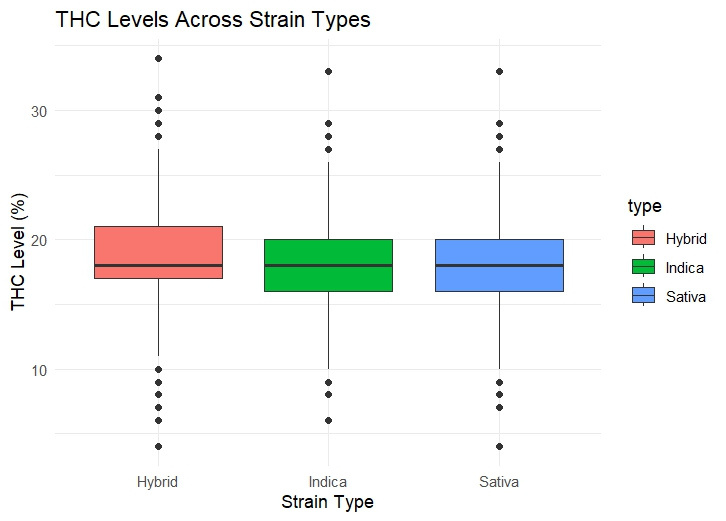 THC Levels Across Strain Types
THC Level (%)
30
20
10
Hybrid
Indica
Sativa
Strain Type
type
Hybrid
Indica
Sativa